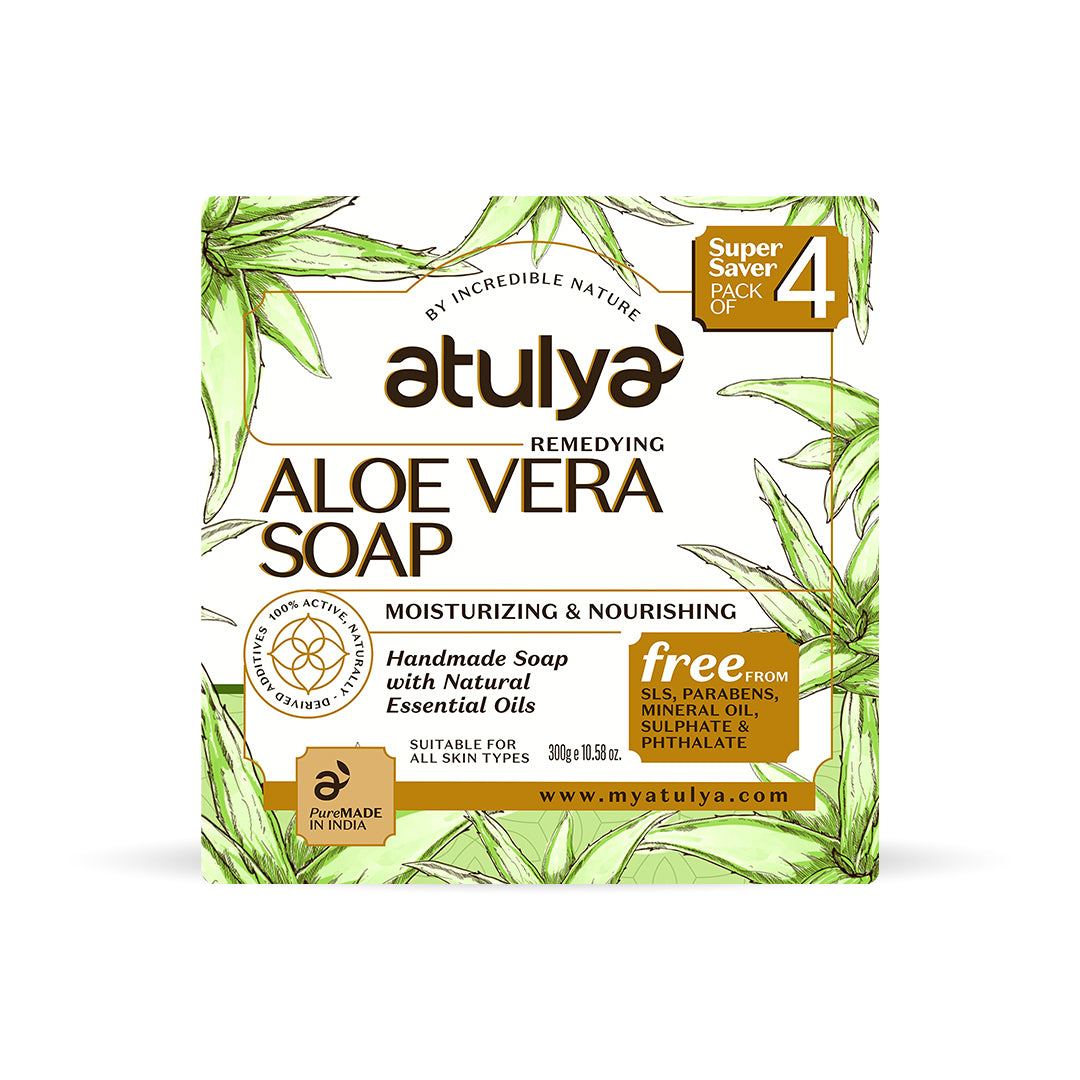 Super
Saver
PACK
OF
4
BY INCREDIBLE NATURE
atulya
REMEDYING
ALOE VERA
SOAP
100% ACTIVE, NATURALLY - DERIVED ADDITIVES
MOISTURIZING & NOURISHING
Handmade Soap
with Natural
Essential Oils
free FROM
SLS, PARABENS,
MINERAL OIL,
SULPHATE &
PHTHALATE
SUITABLE FOR
ALL SKIN TYPES
300g e 10.58 oz.
www.myatulya.com
a
PureMADE
IN INDIA